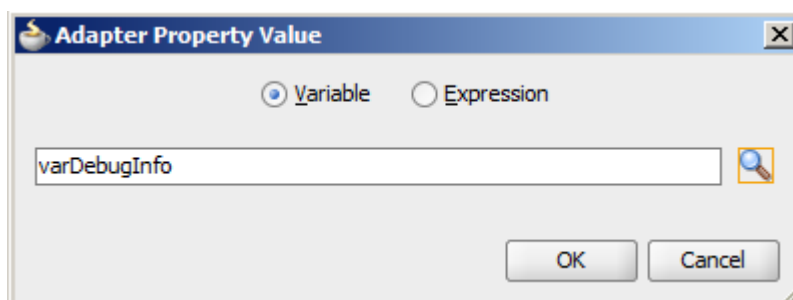 Adapter Property Value
Variable Expression
varDebugInfo
OK Cancel